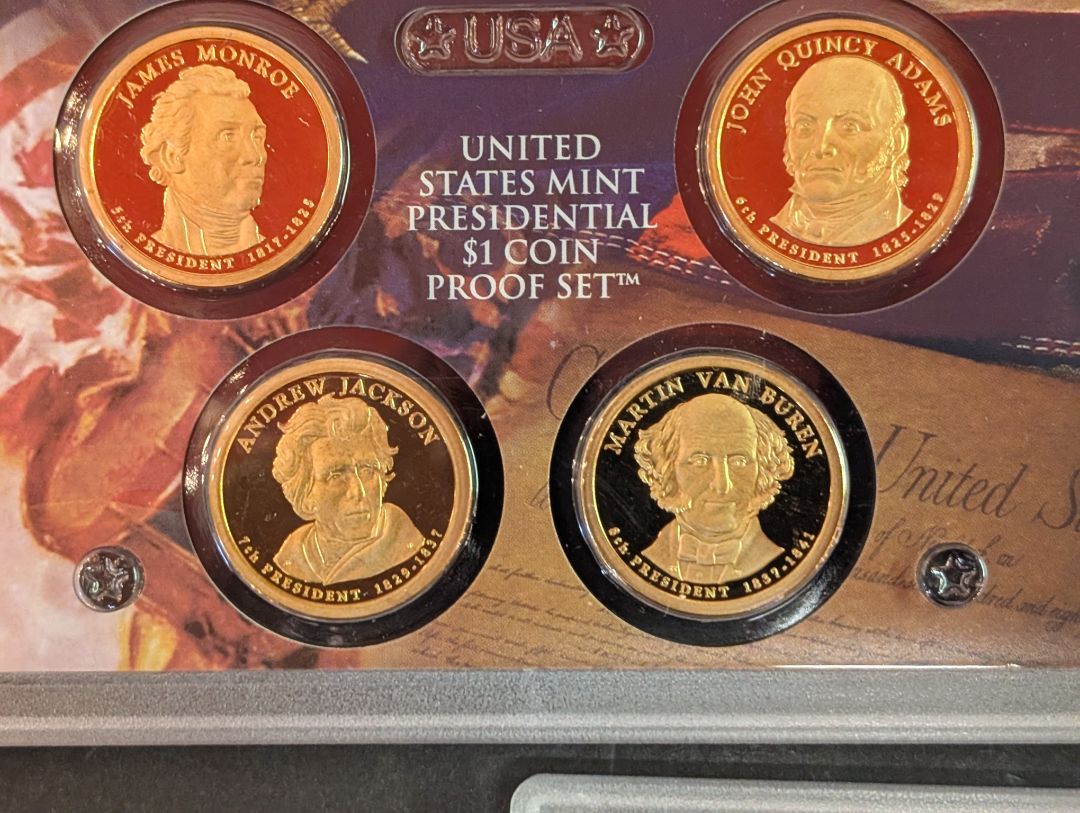 USA
JAMES MONROE
5th PRESIDENT 1817-1825
JOHN QUINCY ADAMS
6th PRESIDENT 1825-1829
UNITED
STATES MINT
PRESIDENTIAL
$1 COIN
PROOF SET™
ANDREW JACKSON
7th PRESIDENT 1829-1837
MARTIN VAN BUREN
8th PRESIDENT 1837-1841
United S
of